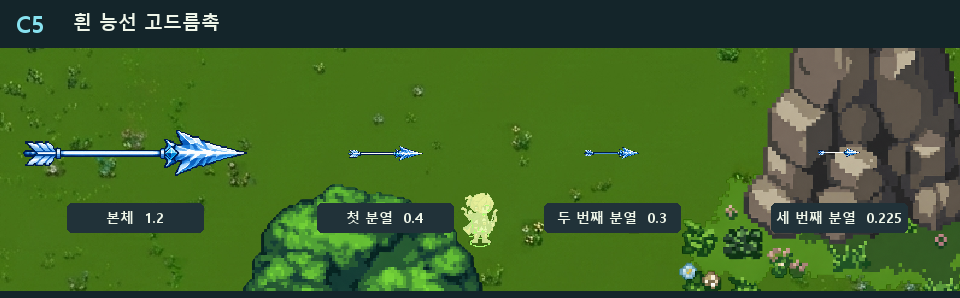 C5 흰 능선 고드름촉
본체 1.2
첫 분열 0.4
두 번째 분열 0.3
세 번째 분열 0.225